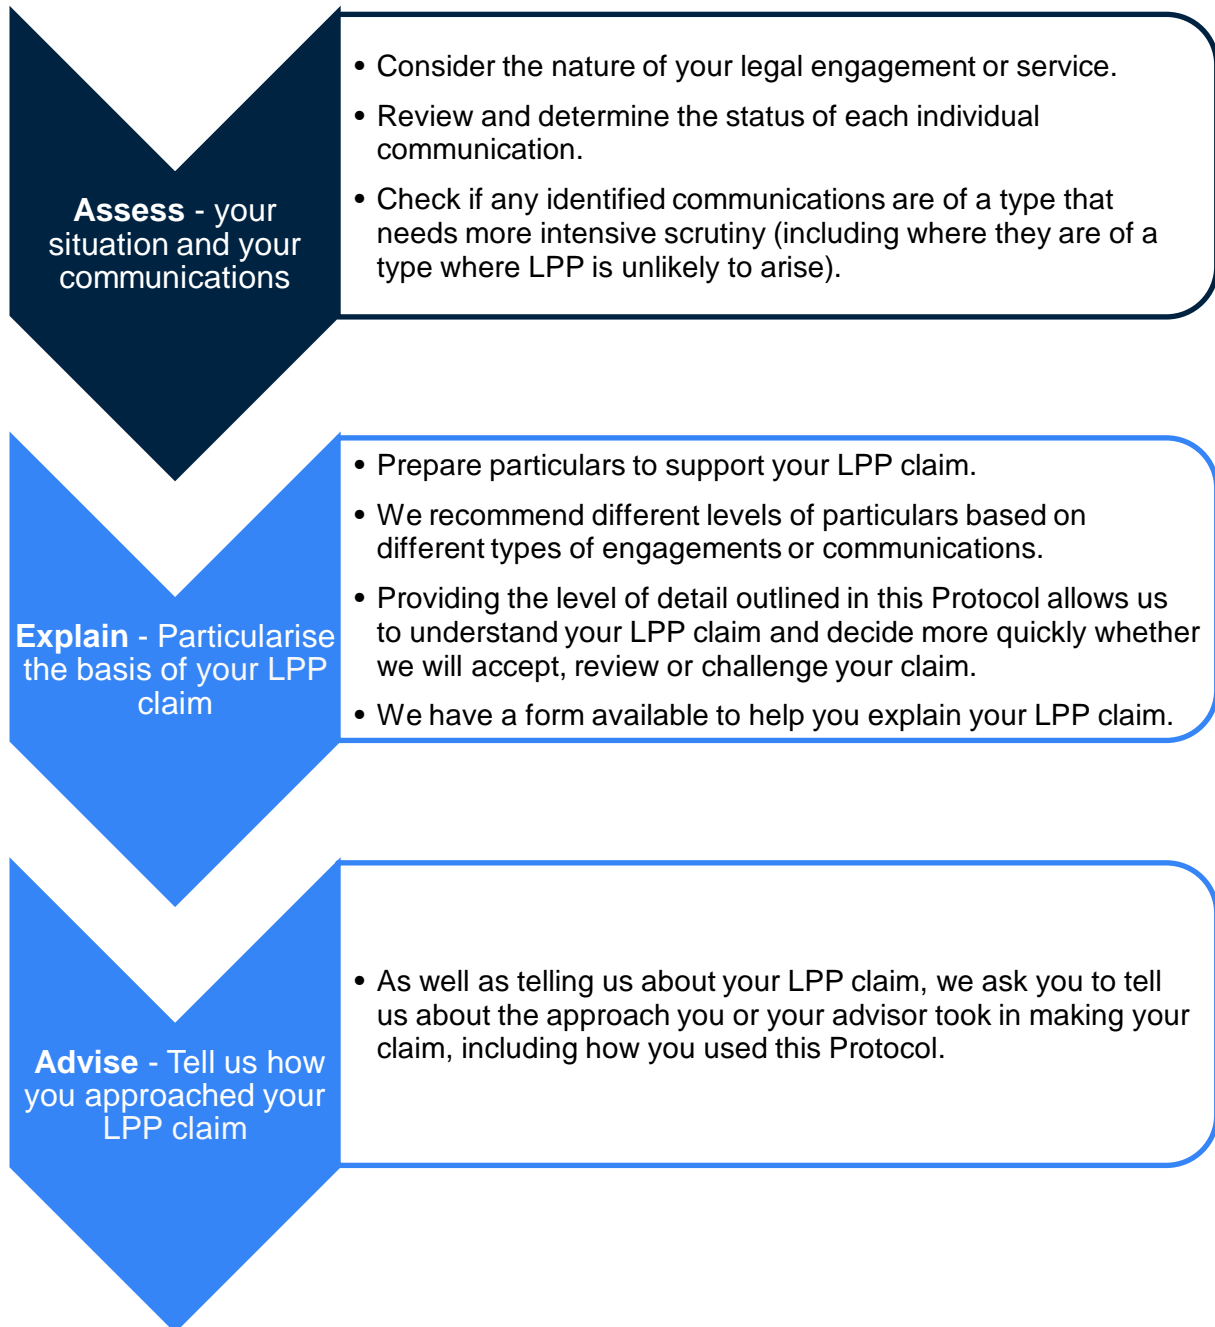 Assess - your
situation and your
communications
• Consider the nature of your legal engagement or service.
• Review and determine the status of each individual
communication.
• Check if any identified communications are of a type that
needs more intensive scrutiny (including where they are of a
type where LPP is unlikely to arise).
Explain - Particularise
the basis of your LPP
claim
• Prepare particulars to support your LPP claim.
• We recommend different levels of particulars based on
different types of engagements or communications.
• Providing the level of detail outlined in this Protocol allows us
to understand your LPP claim and decide more quickly whether
we will accept, review or challenge your claim.
• We have a form available to help you explain your LPP claim.
Advise - Tell us how
you approached your
LPP claim
• As well as telling us about your LPP claim, we ask you to tell
us about the approach you or your advisor took in making your
claim, including how you used this Protocol.